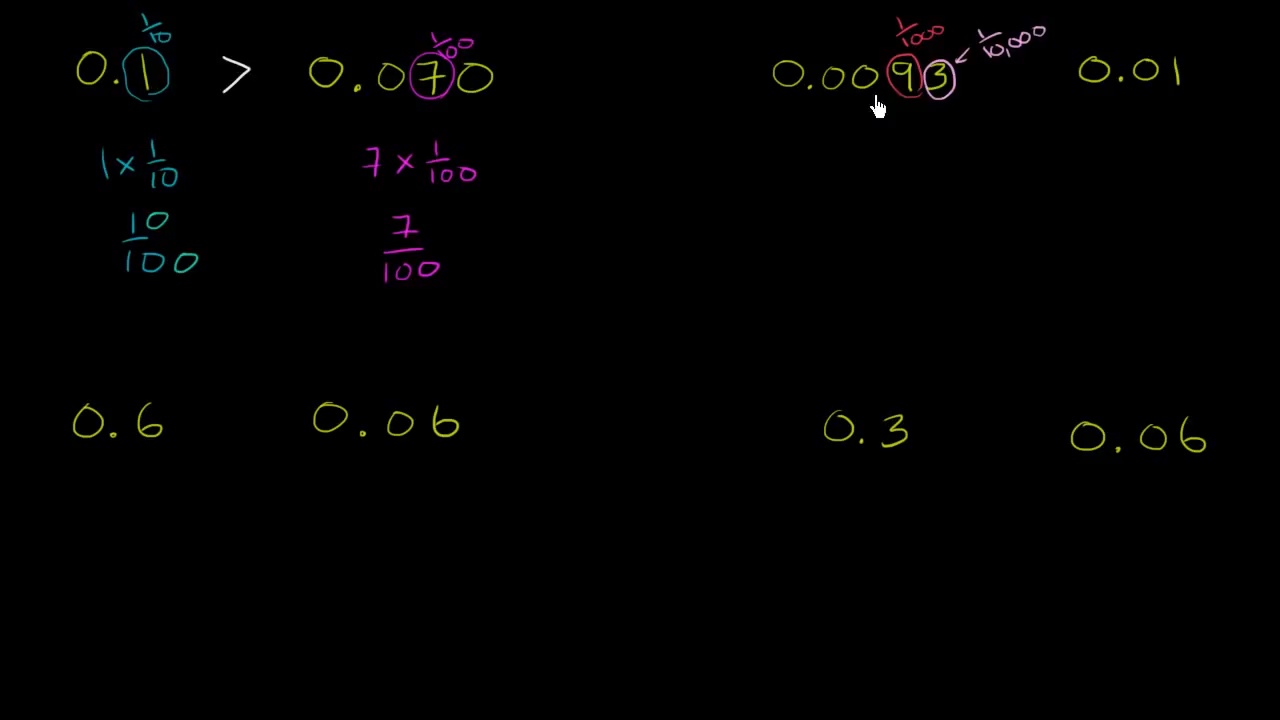 1/10 1/100 1/1000 1/10,000
0.1 > 0.070 0.0093 0.01
1 × 1/10 7 × 1/100
10/100 7/100
0.6 0.06 0.3 0.06